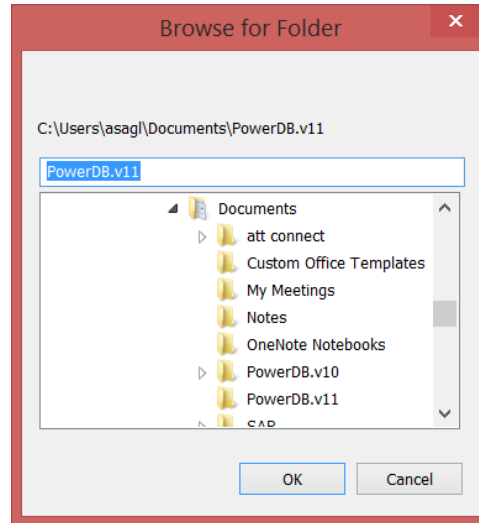 Browse for Folder
C:\Users\asagl\Documents\PowerDB.v11
PowerDB.v11
Documents
att connect
Custom Office Templates
My Meetings
Notes
OneNote Notebooks
PowerDB.v10
PowerDB.v11
SAP
OK Cancel